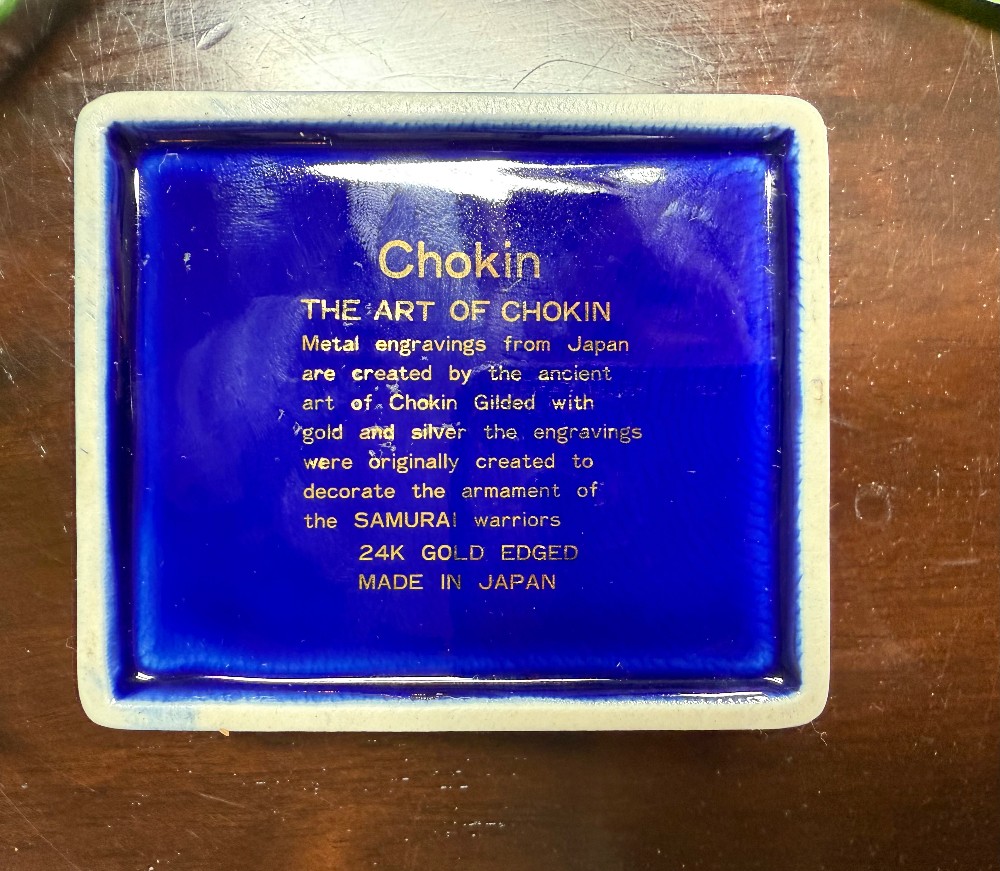 Chokin
THE ART OF CHOKIN
Metal engravings from Japan
are created by the ancient
art of Chokin Gilded with
gold and silver the engravings
were originally created to
decorate the armament of
the SAMURAI warriors
24K GOLD EDGED
MADE IN JAPAN